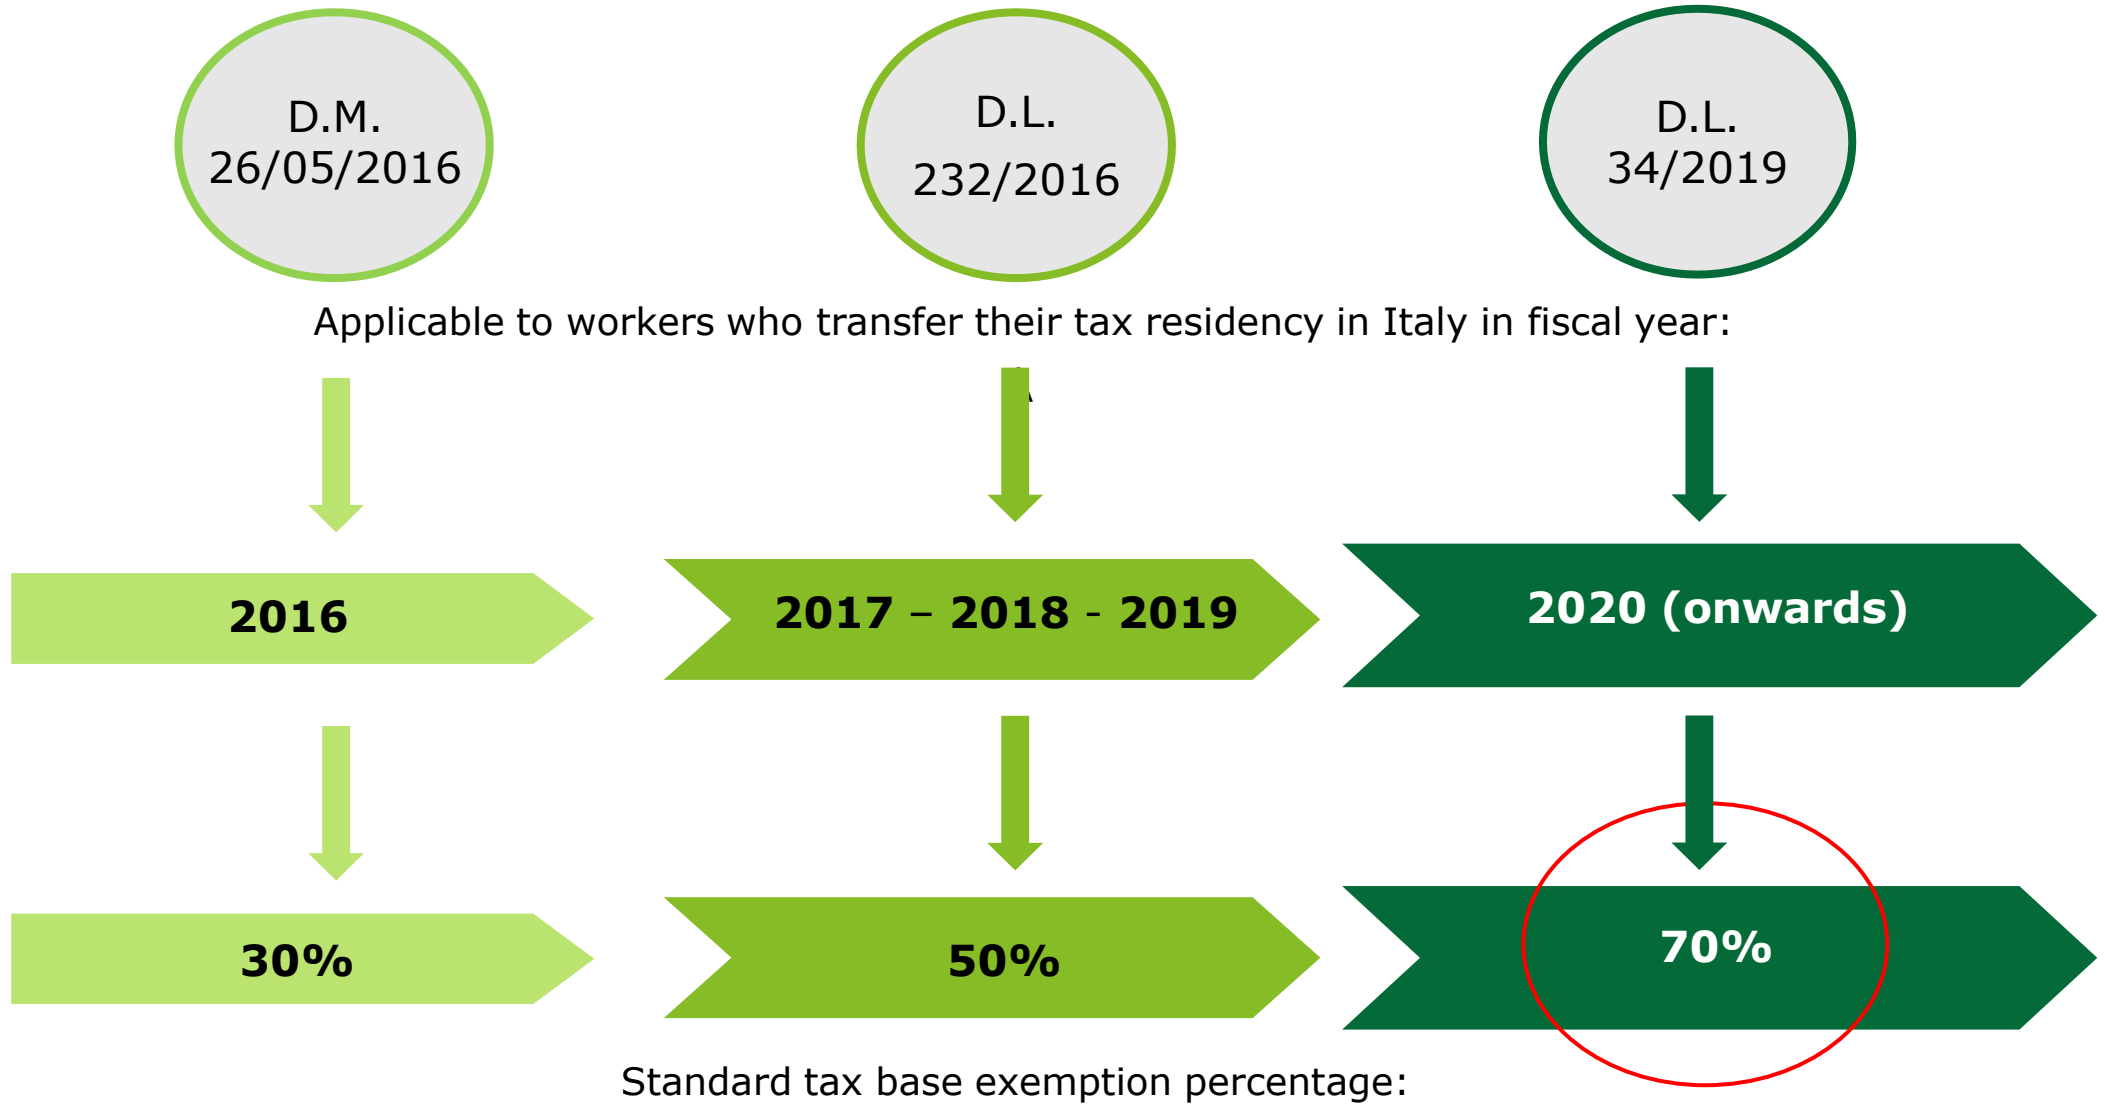 D.M.
26/05/2016
D.L.
232/2016
D.L.
34/2019
Applicable to workers who transfer their tax residency in Italy in fiscal year:
2016
2017 – 2018 - 2019
2020 (onwards)
30%
50%
70%
Standard tax base exemption percentage: